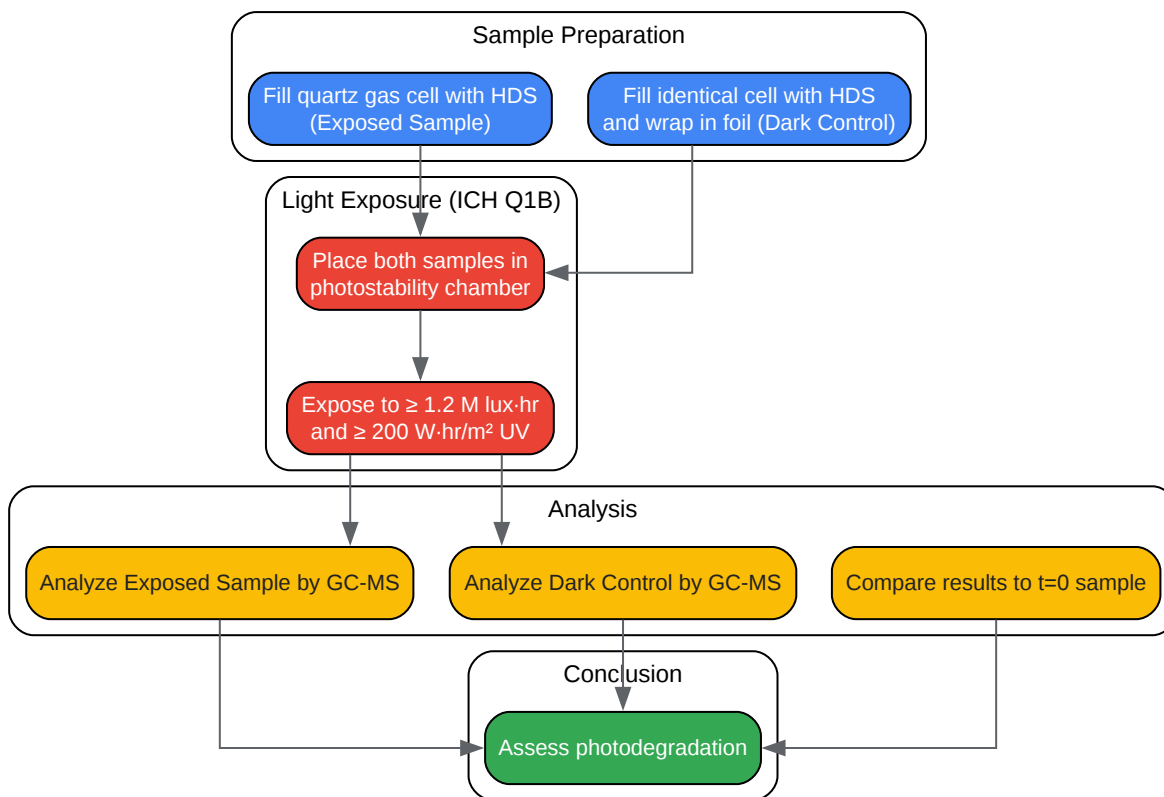 Sample Preparation
Fill quartz gas cell with HDS
(Exposed Sample)
Fill identical cell with HDS
and wrap in foil (Dark Control)
Light Exposure (ICH Q1B)
Place both samples in
photostability chamber
Expose to ≥ 1.2 M lux·hr
and ≥ 200 W·hr/m² UV
Analysis
Analyze Exposed Sample by GC-MS
Analyze Dark Control by GC-MS
Compare results to t=0 sample
Conclusion
Assess photodegradation